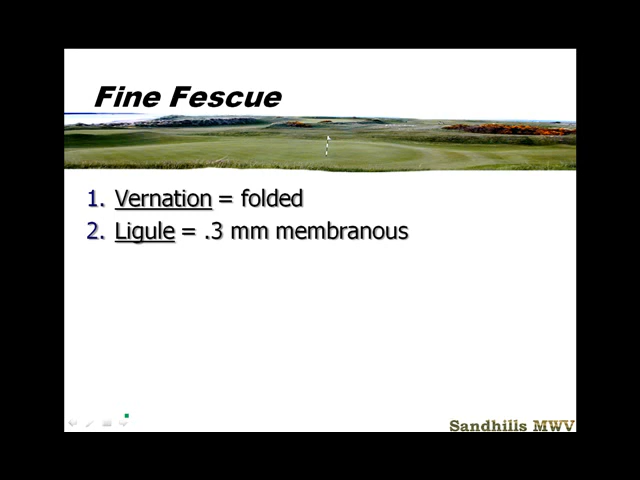 Fine Fescue
1. Vernation = folded
2. Ligule = .3 mm membranous
Sandhills MWV